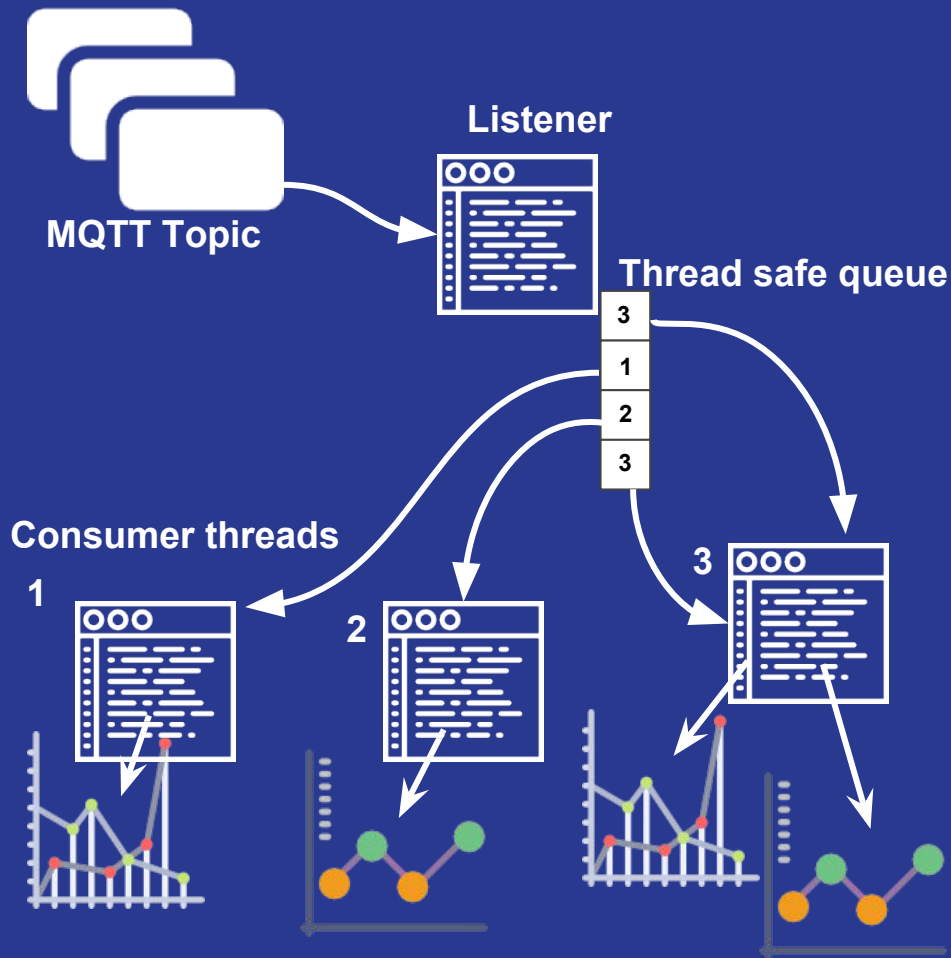 Listener
MQTT Topic
Thread safe queue
3
1
2
3
Consumer threads
1
2
3